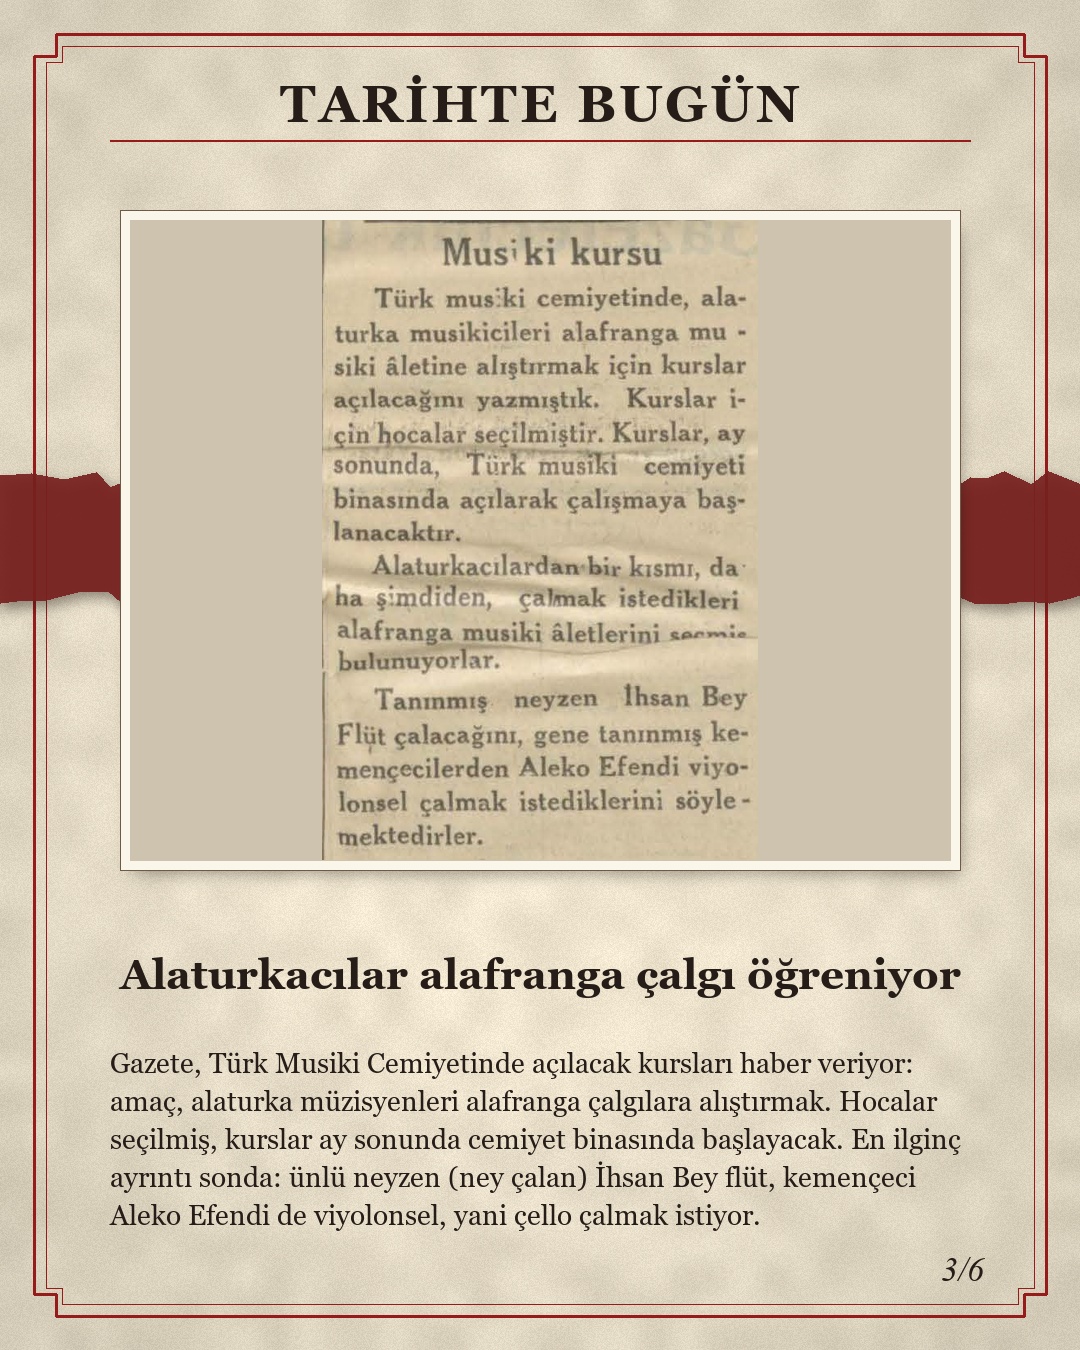 TARİHTE BUGÜN
Musiki kursu
Türk musiki cemiyetinde, ala-
turka musikicileri alafranga mu -
siki âletine alıştırmak için kurslar
açılacağını yazmıştık. Kurslar i-
çin hocalar seçilmiştir. Kurslar, ay
sonunda, Türk musiki cemiyeti
binasında açılarak çalışmaya baş-
lanacaktır.
Alaturkacılardan bir kısmı, da
ha şimdiden, çalmak istedikleri
alafranga musiki âletlerini seçmiş
bulunuyorlar.
Tanınmış neyzen İhsan Bey
Flüt çalacağını, gene tanınmış ke-
mençecilerden Aleko Efendi viyo-
lonsel çalmak istediklerini söyle-
mektedirler.
Alaturkacılar alafranga çalgı öğreniyor
Gazete, Türk Musiki Cemiyetinde açılacak kursları haber veriyor:
amaç, alaturka müzisyenleri alafranga çalgılara alıştırmak. Hocalar
seçilmiş, kurslar ay sonunda cemiyet binasında başlayacak. En ilginç
ayrıntı sonda: ünlü neyzen (ney çalan) İhsan Bey flüt, kemençeci
Aleko Efendi de viyolonsel, yani çello çalmak istiyor.
3/6